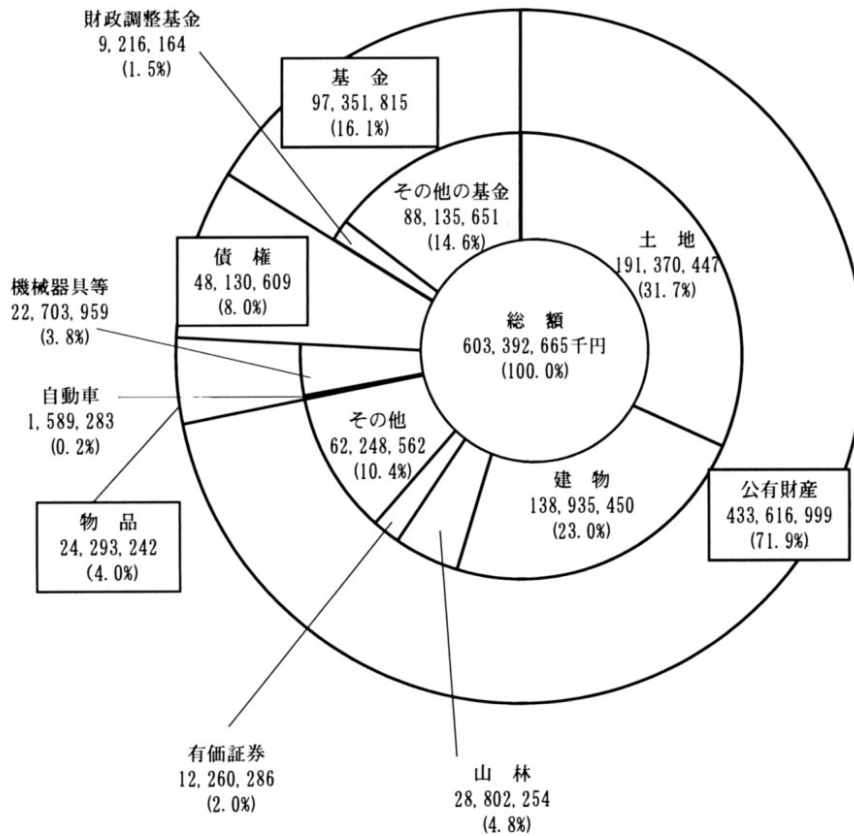 財政調整基金
9,216,164
(1.5%)
基 金
97,351,815
(16.1%)
その他の基金
88,135,651
(14.6%)
土 地
191,370,447
(31.7%)
債 権
48,130,609
(8.0%)
機械器具等
22,703,959
(3.8%)
総 額
603,392,665千円
(100.0%)
自動車
1,589,283
(0.2%)
その他
62,248,562
(10.4%)
建 物
138,935,450
(23.0%)
公有財産
433,616,999
(71.9%)
物 品
24,293,242
(4.0%)
有価証券
12,260,286
(2.0%)
山 林
28,802,254
(4.8%)